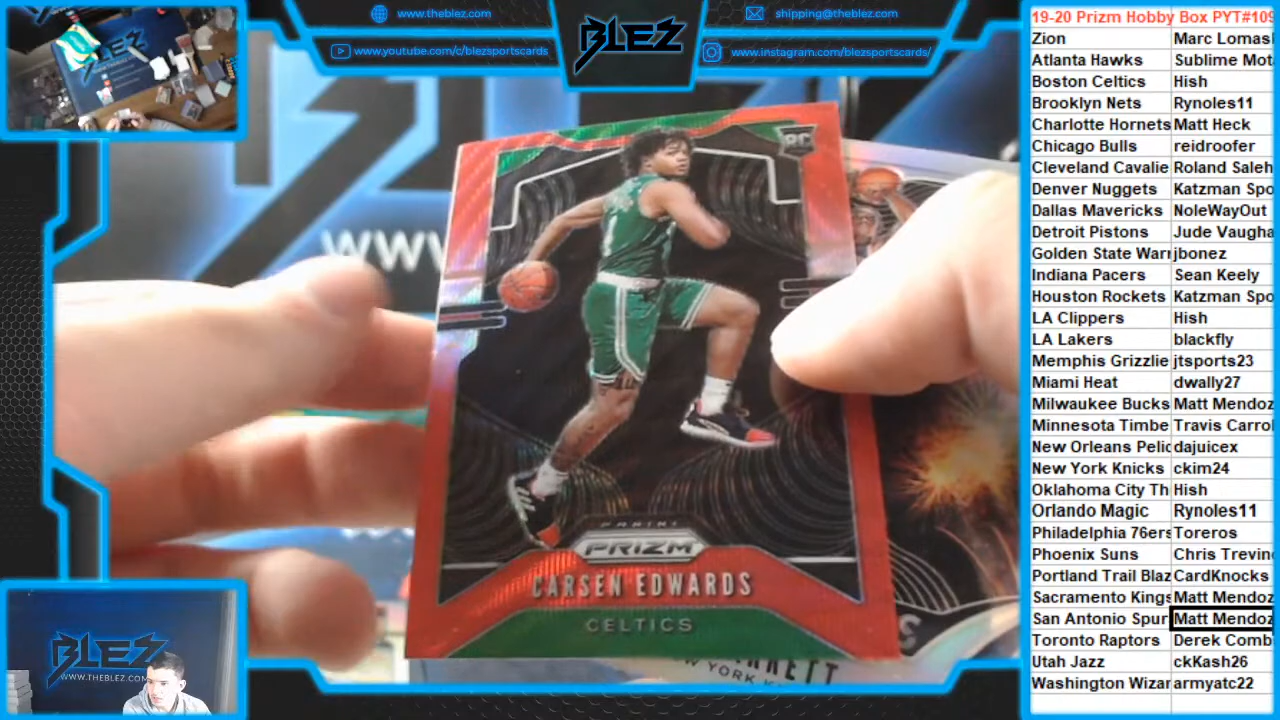 www.theblez.com
shipping@theblez.com
www.youtube.com/c/blezsportscards
www.instagram.com/blezsportscards/
BLEZ
WWW
RC
PANINI
PRIZM
CARSEN EDWARDS
CELTICS
NEW YORK
BLEZ
WWW.THEBLEZ.COM
19-20 Prizm Hobby Box PYT#109
Zion Marc Lomas
Atlanta Hawks Sublime Mot
Boston Celtics Hish
Brooklyn Nets Rynoles11
Charlotte Hornets Matt Heck
Chicago Bulls reidroofer
Cleveland Cavalie Roland Saleh
Denver Nuggets Katzman Spo
Dallas Mavericks NoleWayOut
Detroit Pistons Jude Vaugha
Golden State Warr jbonez
Indiana Pacers Sean Keely
Houston Rockets Katzman Spo
LA Clippers Hish
LA Lakers blackfly
Memphis Grizzlie jtsports23
Miami Heat dwally27
Milwaukee Bucks Matt Mendoz
Minnesota Timbe Travis Carrol
New Orleans Pelic dajuicex
New York Knicks ckim24
Oklahoma City Th Hish
Orlando Magic Rynoles11
Philadelphia 76ers Toreros
Phoenix Suns Chris Trevin
Portland Trail Blaz CardKnocks
Sacramento Kings Matt Mendoz
San Antonio Spur Matt Mendoz
Toronto Raptors Derek Comb
Utah Jazz ckKash26
Washington Wizar armyatc22